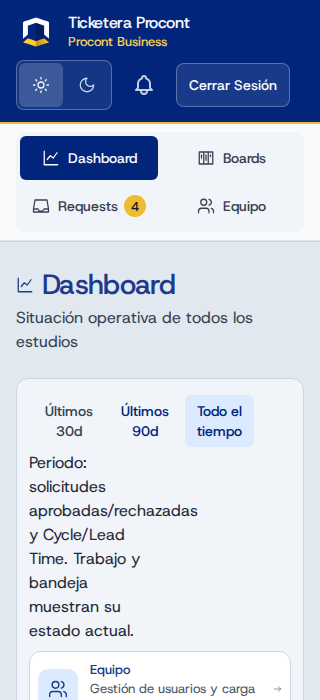 Ticketera Procont
Procont Business
Cerrar Sesión
Dashboard
Boards
Requests 4
Equipo
Dashboard
Situación operativa de todos los
estudios
Últimos
30d
Últimos
90d
Todo el
tiempo
Periodo:
solicitudes
aprobadas/rechazadas
y Cycle/Lead
Time. Trabajo y
bandeja
muestran su
estado actual.
Equipo
Gestión de usuarios y carga →